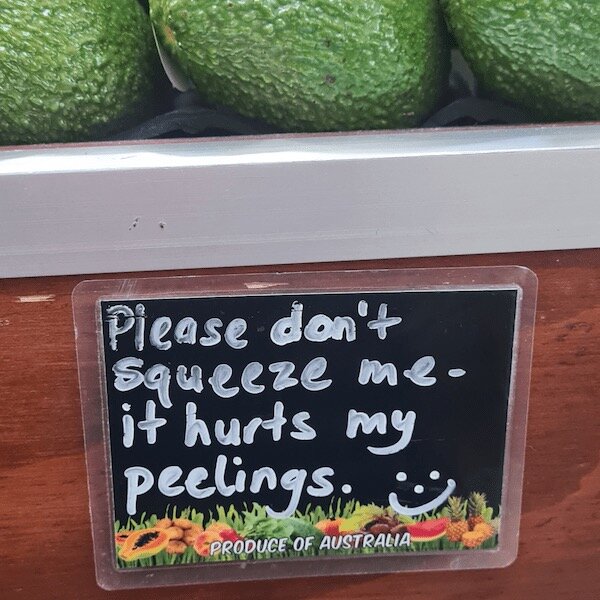 Please don't
squeeze me-
it hurts my
peelings.
PRODUCE OF AUSTRALIA